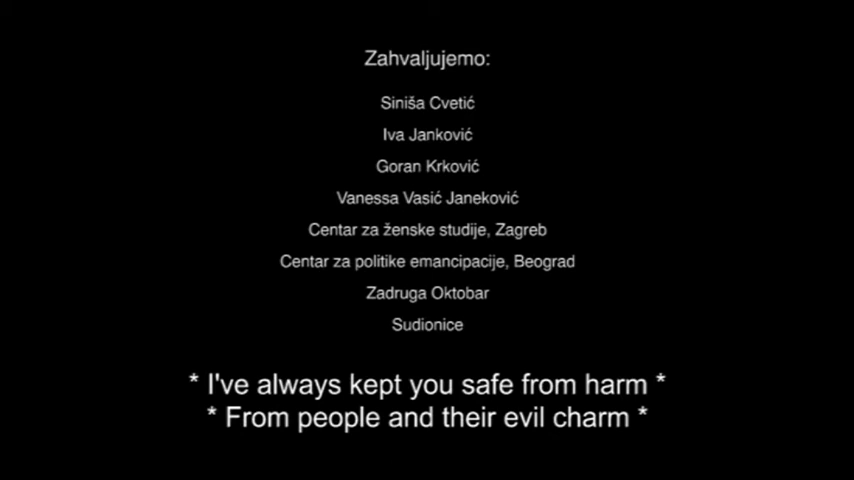 Zahvaljujemo:
Siniša Cvetić
Iva Janković
Goran Krković
Vanessa Vasić Janeković
Centar za ženske studije, Zagreb
Centar za politike emancipacije, Beograd
Zadruga Oktobar
Sudionice
* I've always kept you safe from harm *
* From people and their evil charm *